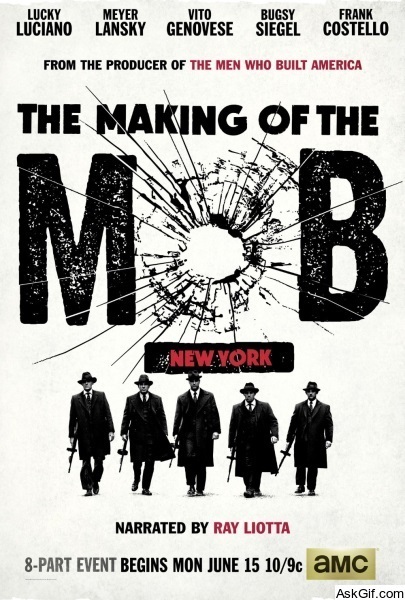 LUCKY LUCIANO
MEYER LANSKY
VITO GENOVESE
BUGSY SIEGEL
FRANK COSTELLO
FROM THE PRODUCER OF THE MEN WHO BUILT AMERICA
THE MAKING OF THE
MOB
NEW YORK
NARRATED BY RAY LIOTTA
8-PART EVENT BEGINS MON JUNE 15 10/9c aMC
AskGif.com